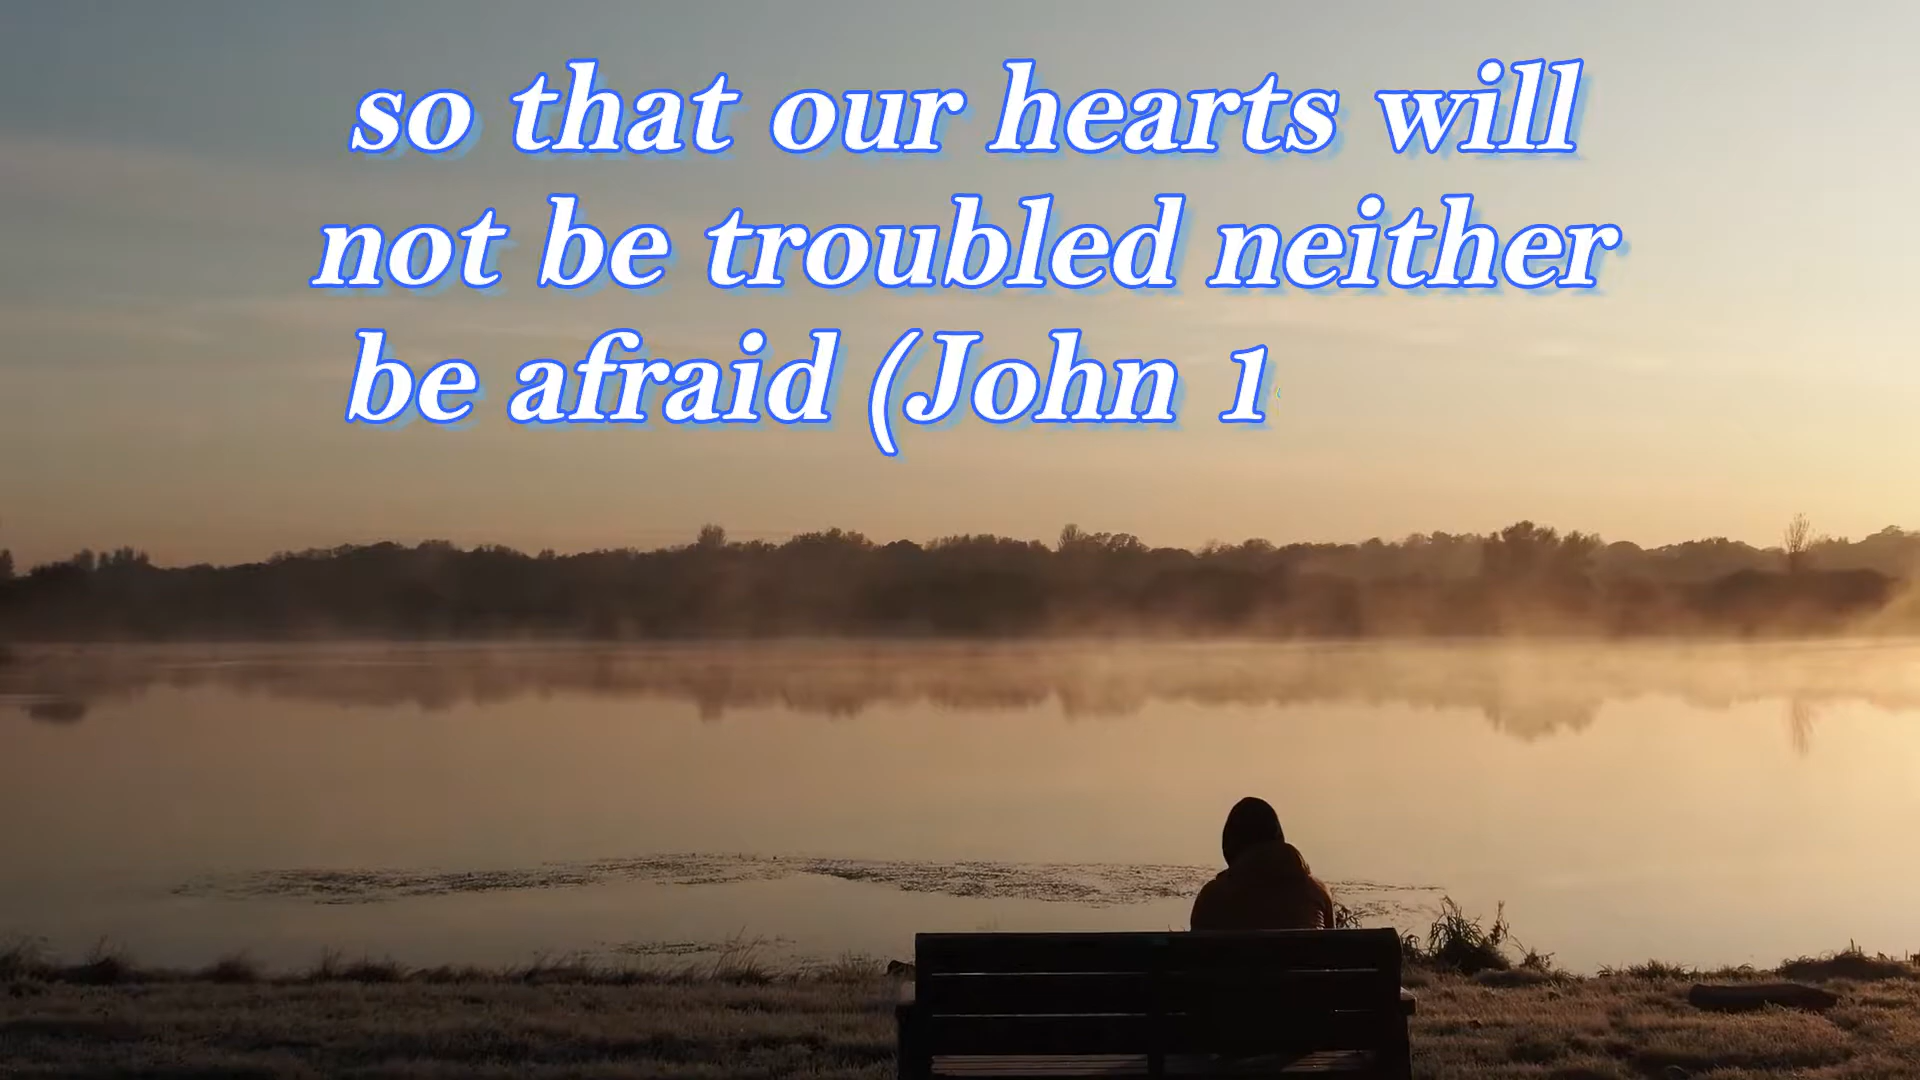 so that our hearts will
not be troubled neither
be afraid (John 1